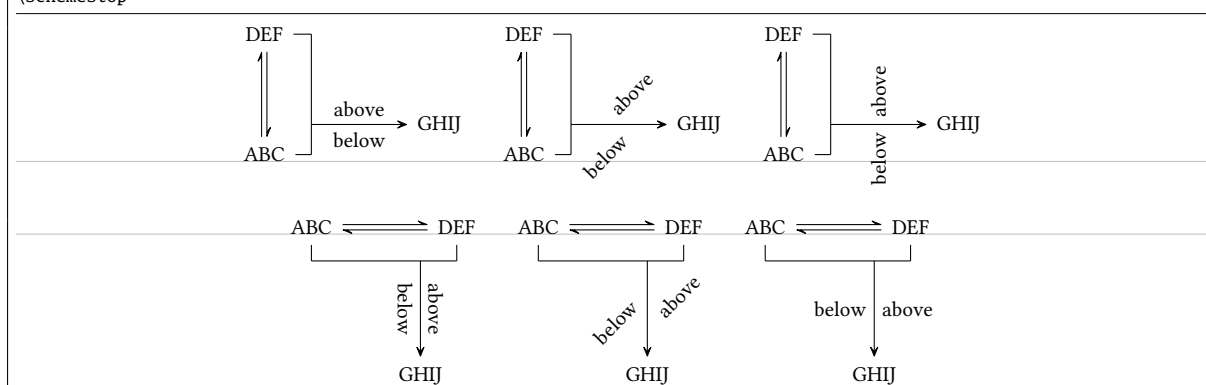 \schemestop
DEF DEF DEF
above above above
GHIJ GHIJ GHIJ
below below below
ABC ABC ABC
ABC DEF ABC DEF ABC DEF
below above below above below above
GHIJ GHIJ GHIJ